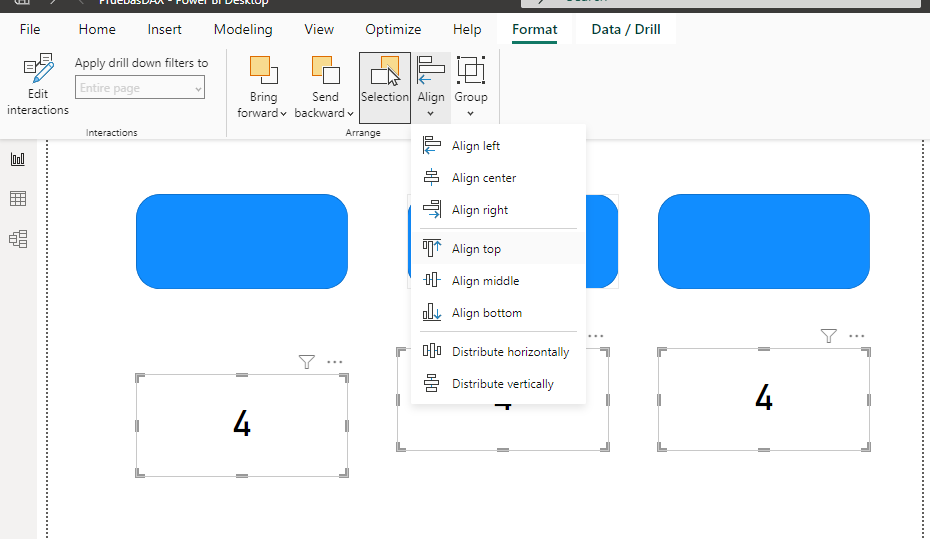 PruebasDAX - Power BI Desktop
Search
File Home Insert Modeling View Optimize Help Format Data / Drill
Apply drill down filters to
Entire page
Edit
interactions
Bring
forward
Send
backward
Selection
Align
Group
Interactions
Arrange
Align left
Align center
Align right
Align top
Align middle
Align bottom
Distribute horizontally
Distribute vertically
4
4
4